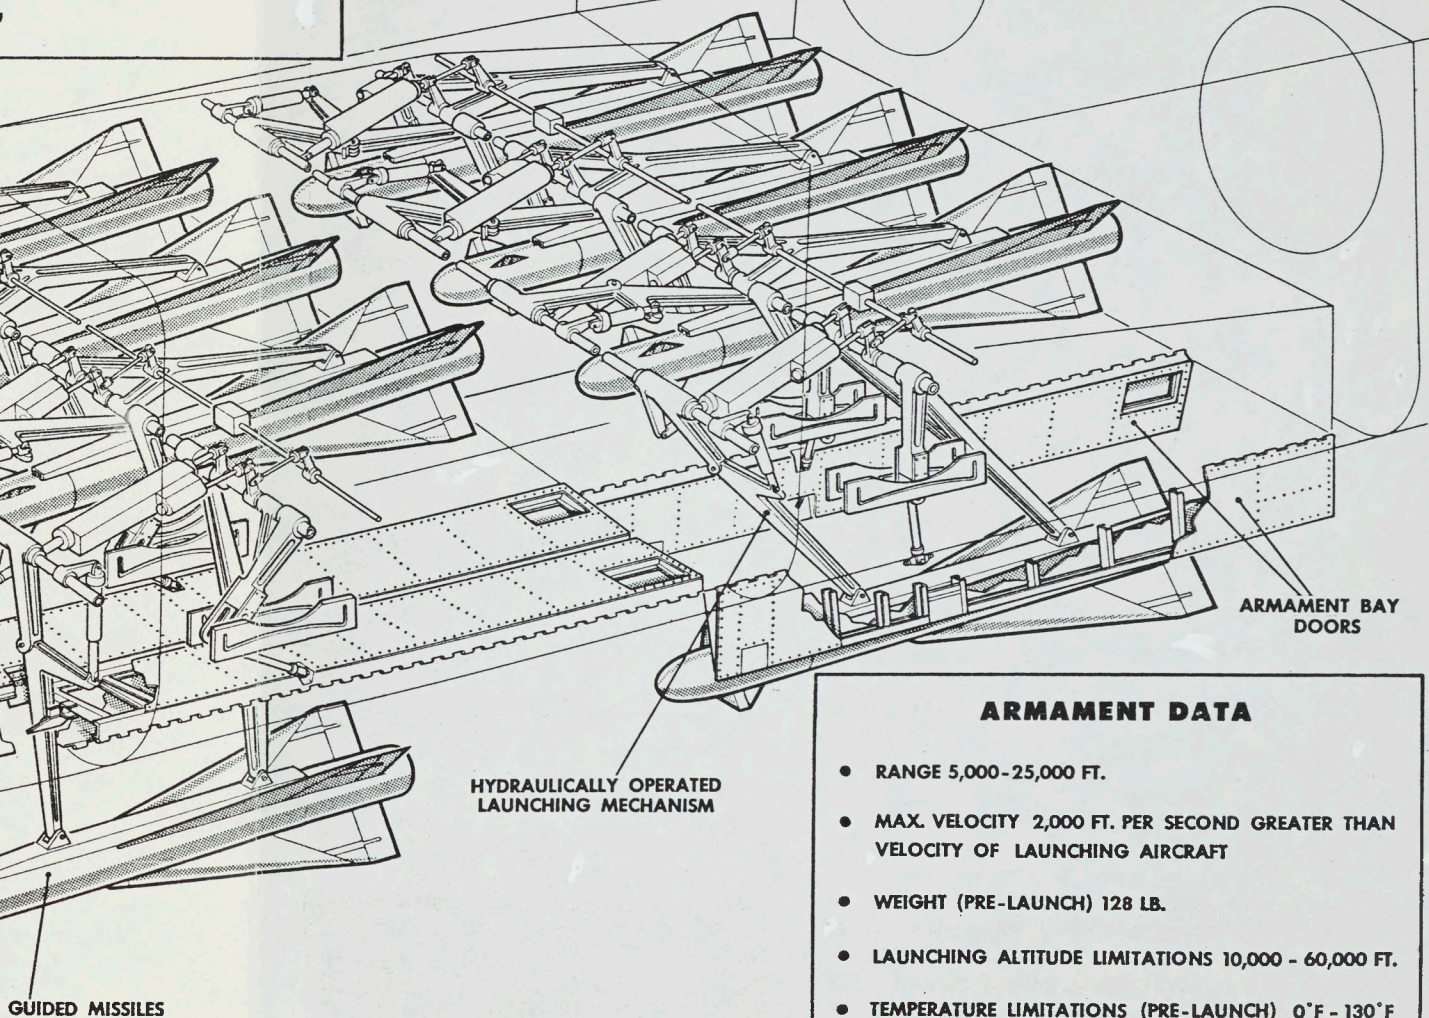 ARMAMENT BAY
DOORS
HYDRAULICALLY OPERATED
LAUNCHING MECHANISM
GUIDED MISSILES
ARMAMENT DATA
• RANGE 5,000-25,000 FT.
• MAX. VELOCITY 2,000 FT. PER SECOND GREATER THAN
VELOCITY OF LAUNCHING AIRCRAFT
• WEIGHT (PRE-LAUNCH) 128 LB.
• LAUNCHING ALTITUDE LIMITATIONS 10,000 - 60,000 FT.
• TEMPERATURE LIMITATIONS (PRE-LAUNCH) 0°F - 130°F